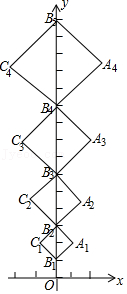 y
B₅
C₄ A₄
B₄
C₃ A₃
B₃
C₂ A₂
B₂
C₁ A₁
B₁
O x